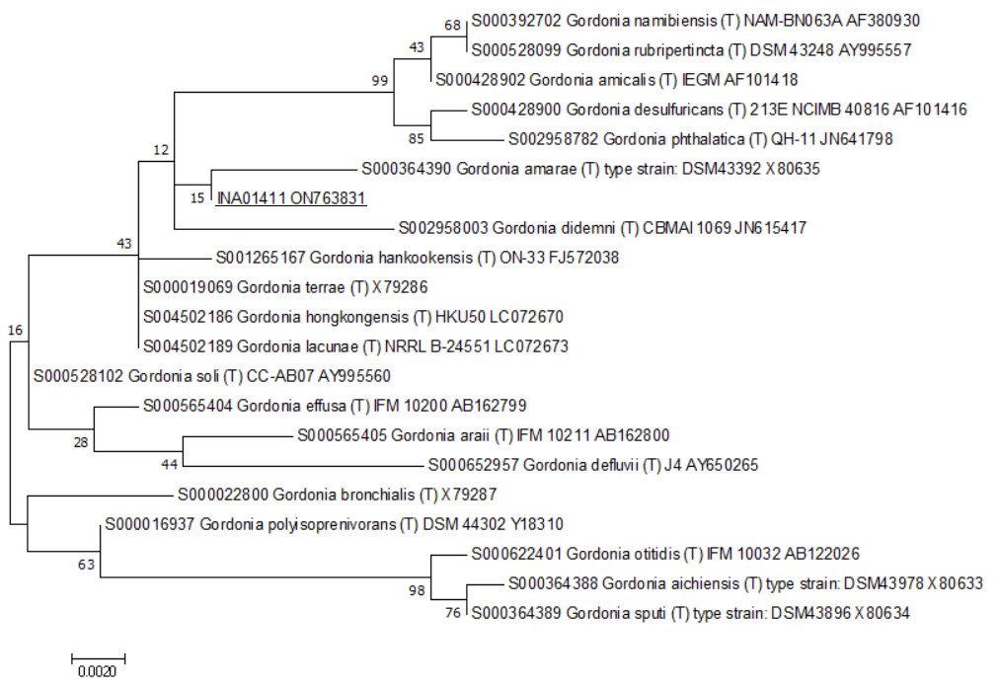 68
S000392702 Gordonia namibiensis (T) NAM-BN063A AF380930
43
S000528099 Gordonia rubripertincta (T) DSM 43248 AY995557
99
S000428902 Gordonia amicalis (T) IEGM AF101418
S000428900 Gordonia desulfuricans (T) 213E NCIMB 40816 AF101416
85
S002958782 Gordonia phthalatica (T) QH-11 JN641798
12
S000364390 Gordonia amarae (T) type strain: DSM43392 X80635
15
INA01411 ON763831
S002958003 Gordonia didemni (T) CBMAI 1069 JN615417
43
S001265167 Gordonia hankookensis (T) ON-33 FJ572038
S000019069 Gordonia terrae (T) X79286
S004502186 Gordonia hongkongensis (T) HKU50 LC072670
16
S004502189 Gordonia lacunae (T) NRRL B-24551 LC072673
S000528102 Gordonia soli (T) CC-AB07 AY995560
S000565404 Gordonia effusa (T) IFM 10200 AB162799
28
S000565405 Gordonia araii (T) IFM 10211 AB162800
44
S000652957 Gordonia defluvii (T) J4 AY650265
S000022800 Gordonia bronchialis (T) X79287
S000016937 Gordonia polyisoprenivorans (T) DSM 44302 Y18310
63
S000622401 Gordonia otitidis (T) IFM 10032 AB122026
98
S000364388 Gordonia aichiensis (T) type strain: DSM43978 X80633
76
S000364389 Gordonia sputi (T) type strain: DSM43896 X80634
0.0020